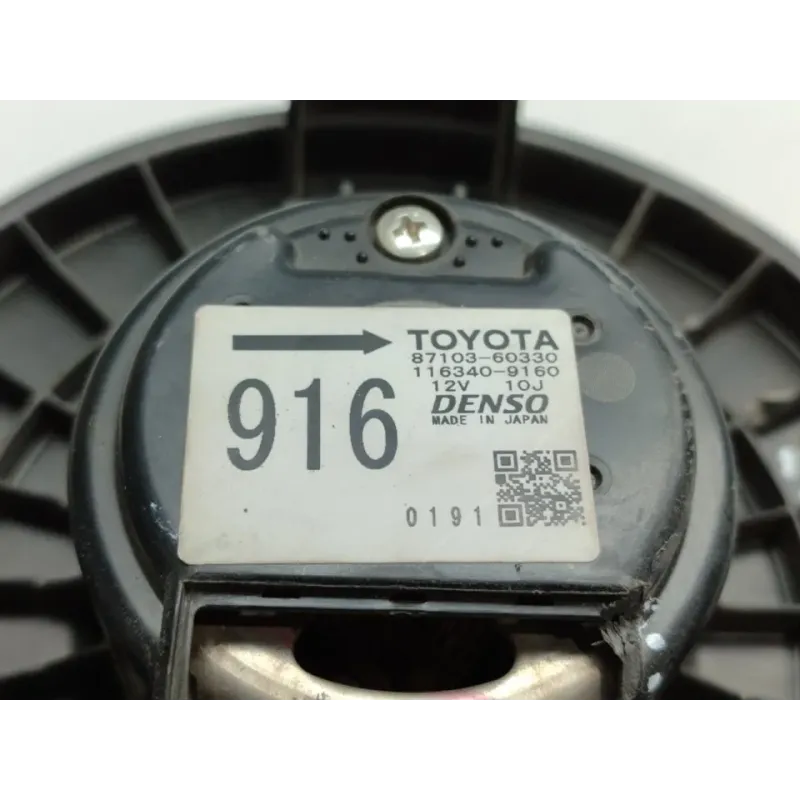 TOYOTA
87103-60330
116340-9160
12V 10J
916
DENSO
MADE IN JAPAN
0191